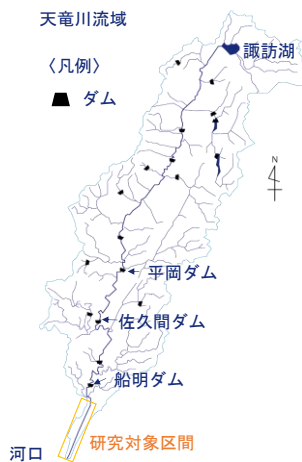 天竜川流域
諏訪湖
〈凡例〉
ダム
N
平岡ダム
佐久間ダム
船明ダム
河口
研究対象区間